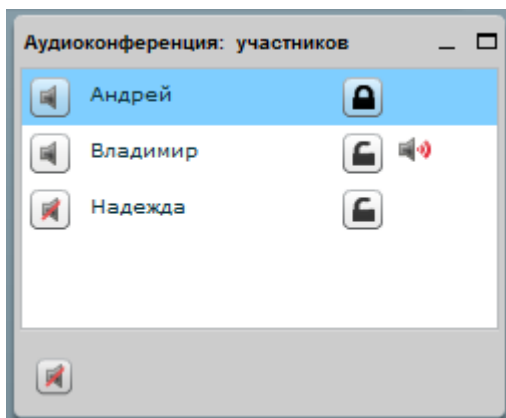 Аудиоконференция: участников
Андрей
Владимир
Надежда